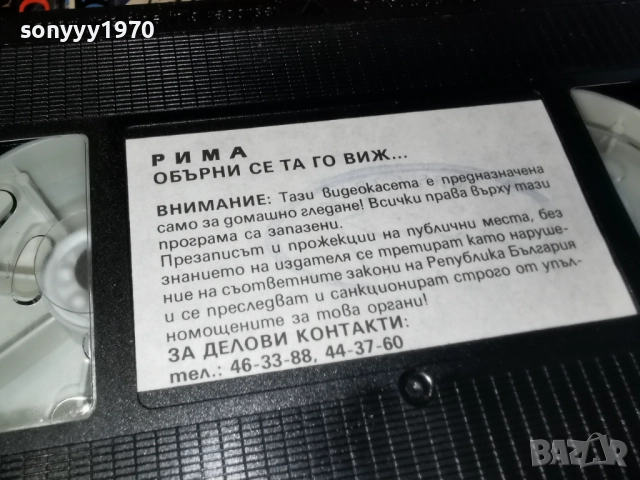 sonyyy1970
РИМА
ОБЪРНИ СЕ ТА ГО ВИЖ...
ВНИМАНИЕ: Тази видеокасета е предназначена
само за домашно гледане! Всички права върху тази
програма са запазени.
Презаписът и прожекции на публични места, без
знанието на издателя се третират като наруше-
ние на съответните закони на Република България
и се преследват и санкционират строго от упъл-
номощените за това органи!
ЗА ДЕЛОВИ КОНТАКТИ:
тел.: 46-33-88, 44-37-60
BAZAR